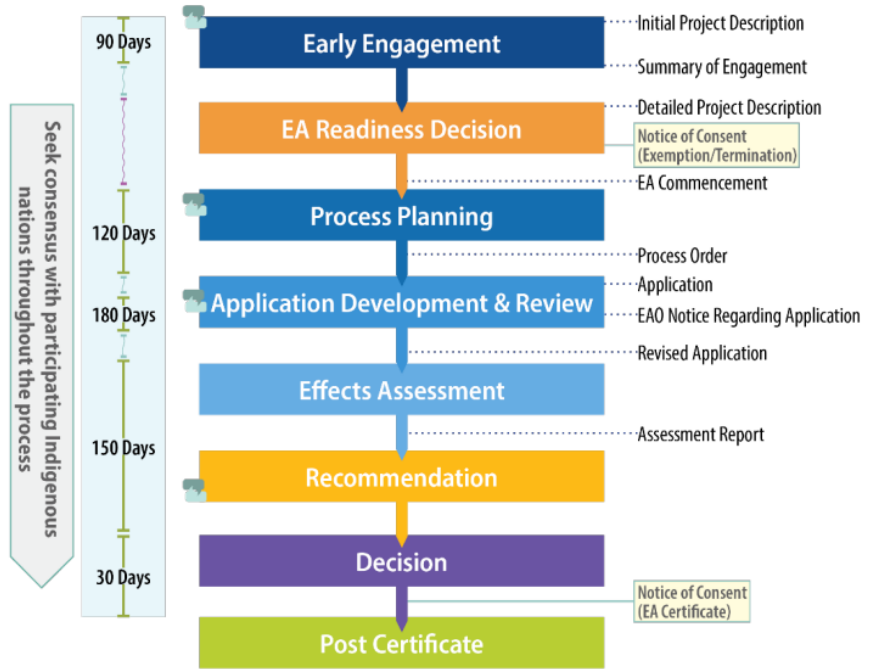 90 Days
Early Engagement
Initial Project Description
Summary of Engagement
Detailed Project Description
EA Readiness Decision
Notice of Consent
(Exemption/Termination)
EA Commencement
Seek consensus with participating Indigenous
nations throughout the process
120 Days
Process Planning
Process Order
180 Days
Application Development & Review
Application
EAO Notice Regarding Application
Revised Application
Effects Assessment
150 Days
Assessment Report
Recommendation
30 Days
Decision
Notice of Consent
(EA Certificate)
Post Certificate